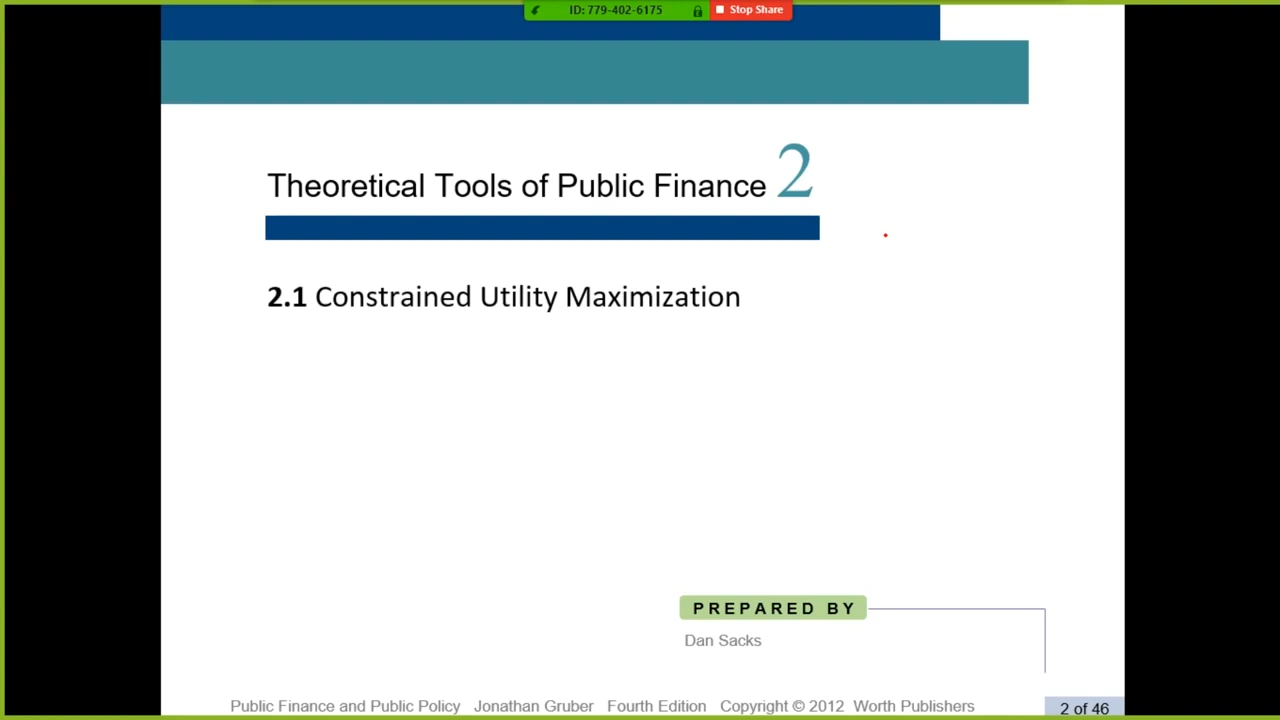 ID: 779-402-6175 Stop Share
Theoretical Tools of Public Finance 2
2.1 Constrained Utility Maximization
PREPARED BY
Dan Sacks
Public Finance and Public Policy Jonathan Gruber Fourth Edition Copyright © 2012 Worth Publishers 2 of 46